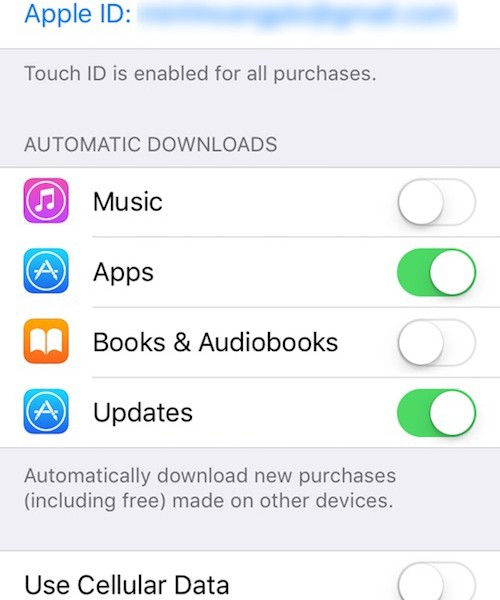 Apple ID:
Touch ID is enabled for all purchases.
AUTOMATIC DOWNLOADS
Music
Apps
Books & Audiobooks
Updates
Automatically download new purchases
(including free) made on other devices.
Use Cellular Data